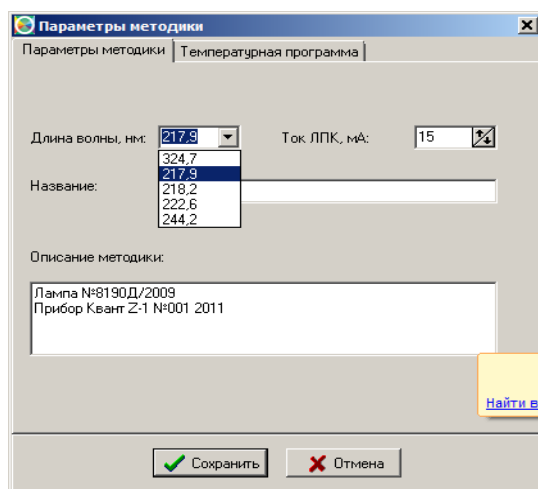 Параметры методики
Параметры методики Температурная программа
Длина волны, нм: 217,9 Ток ЛПК, мА: 15
324,7
217,9
218,2
222,6
244,2
Название:
Описание методики:
Лампа №8190Д/2009
Прибор Квант Z-1 №001 2011
Найти в
Сохранить Отмена